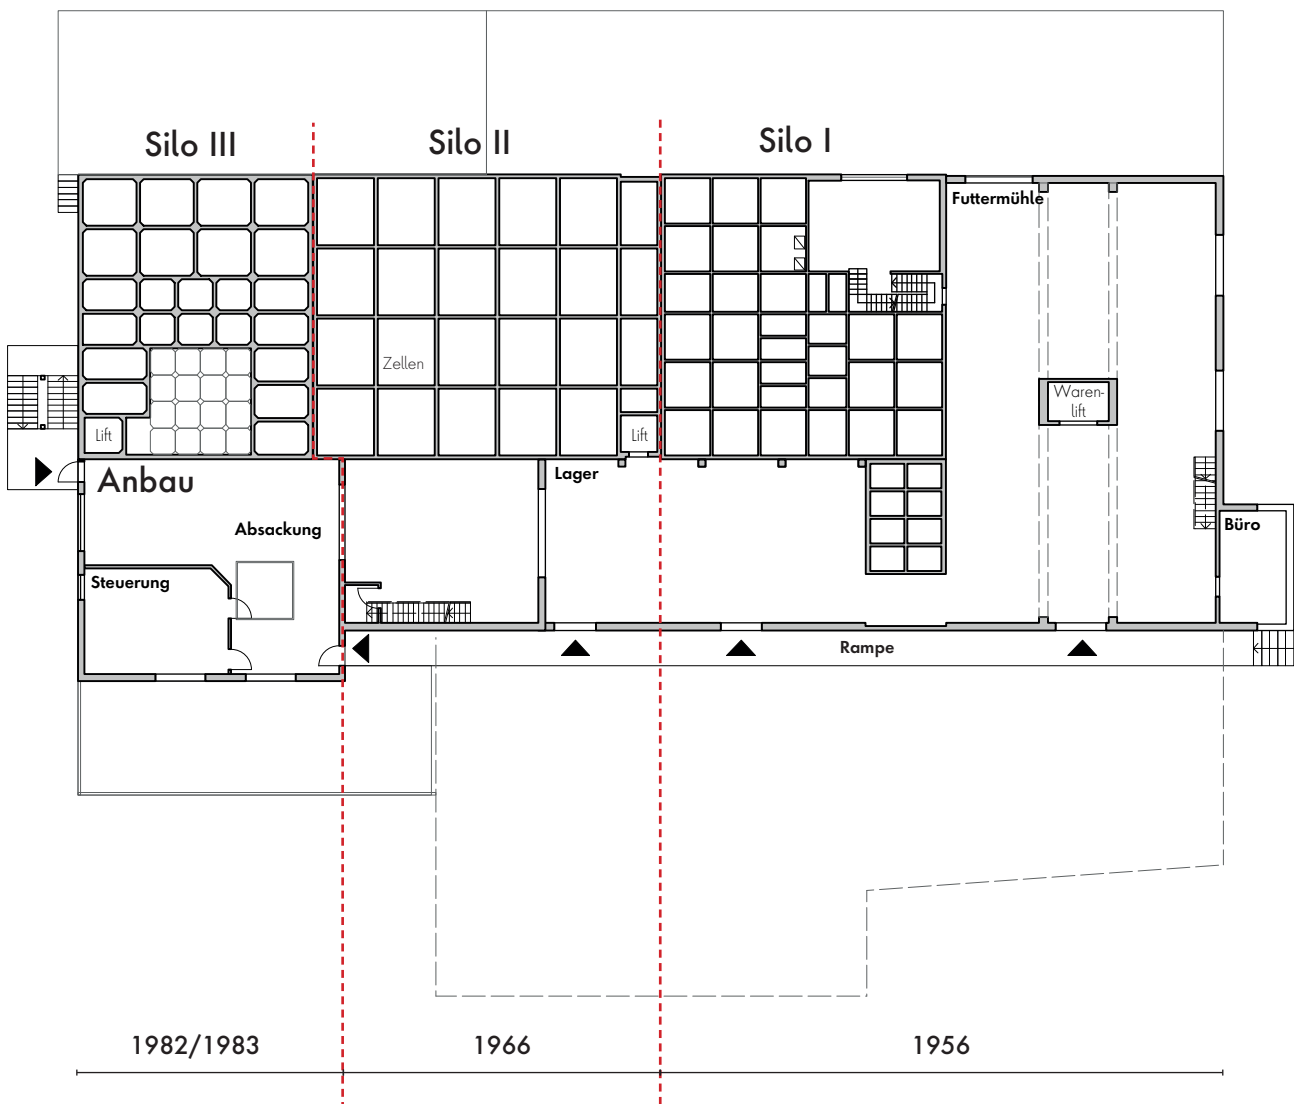 Silo III
Silo II
Silo I
Futtermühle
Zellen
Waren-
lift
Lift
Lift
Anbau
Lager
Absackung
Büro
Steuerung
Rampe
1982/1983
1966
1956